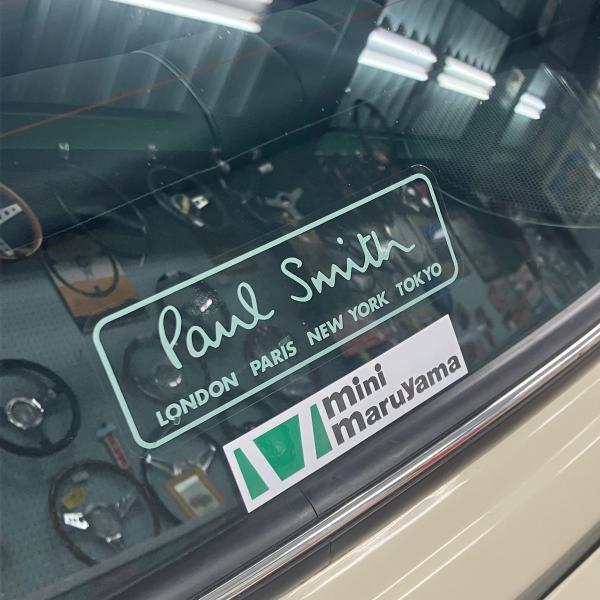 Paul Smith
LONDON PARIS NEW YORK TOKYO
mini
maruyama